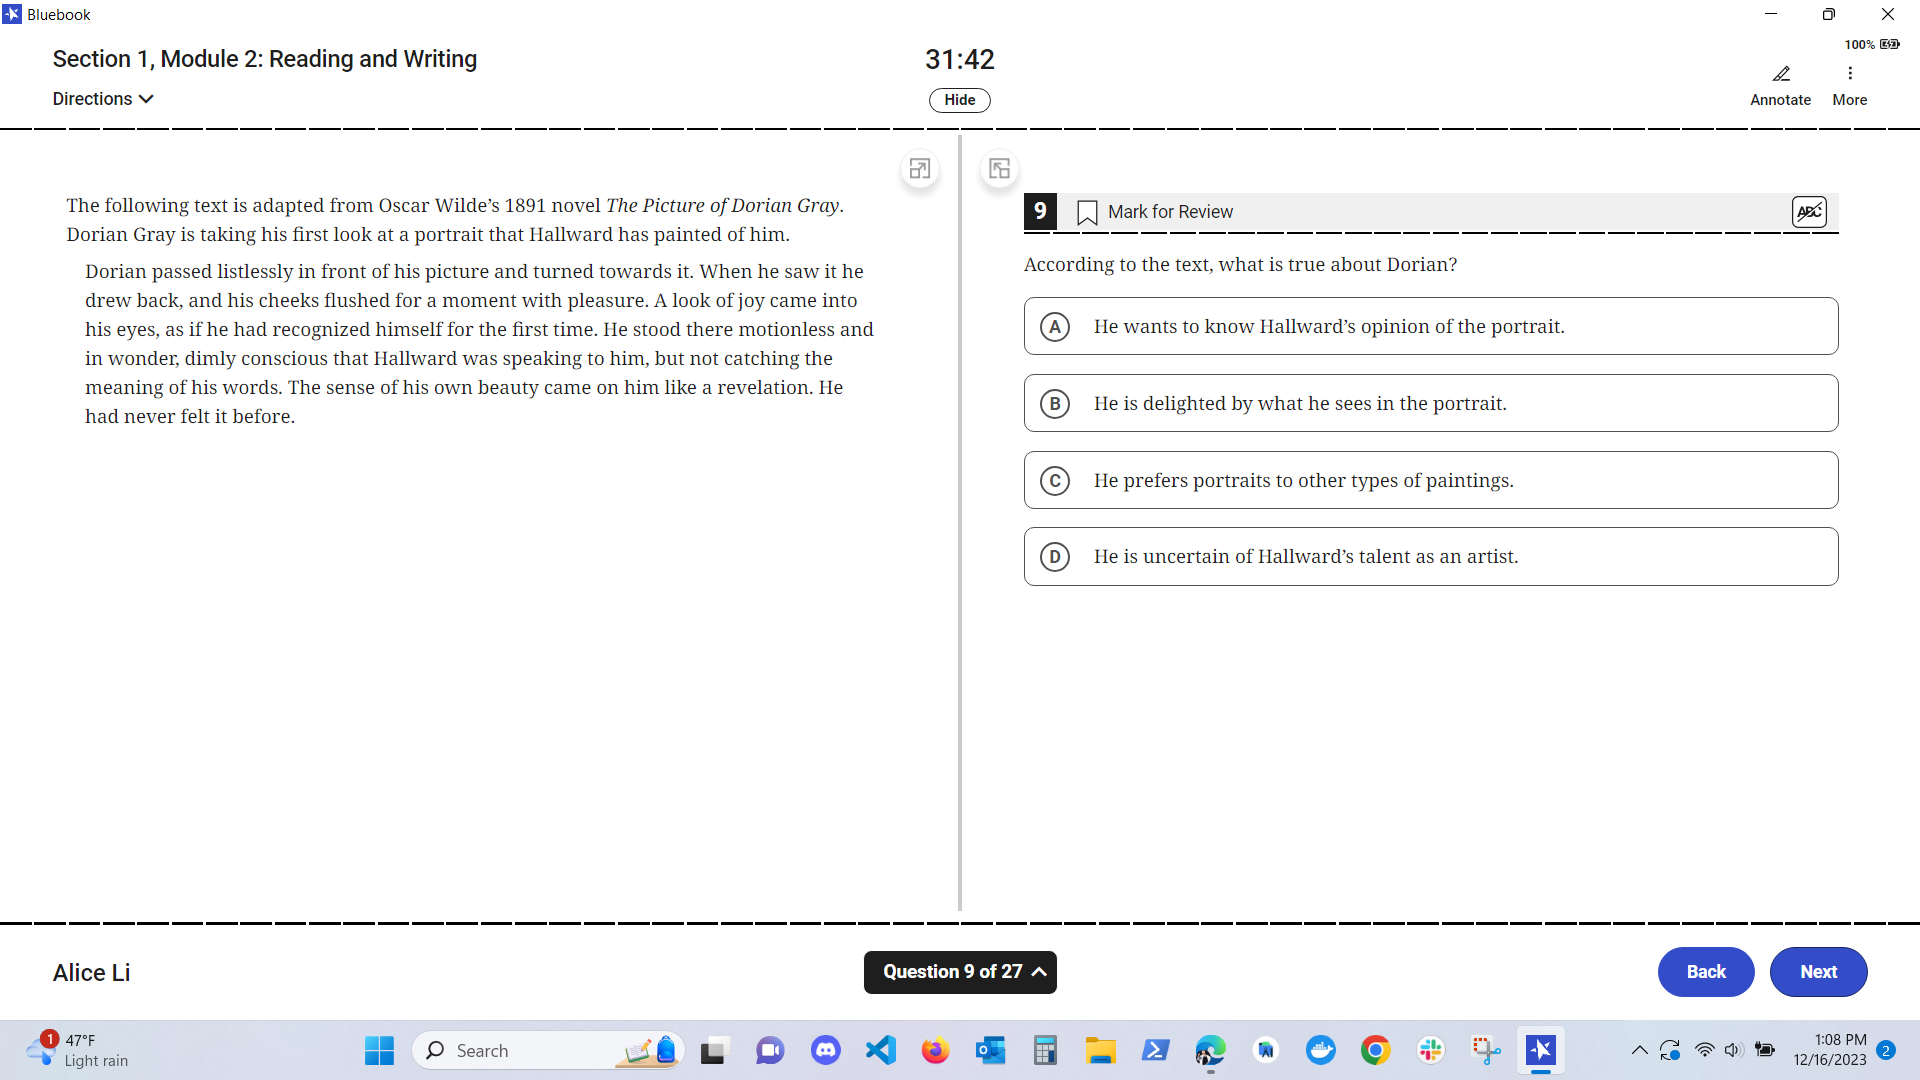 Bluebook
100%
Section 1, Module 2: Reading and Writing
31:42
Directions
Hide
Annotate
More
The following text is adapted from Oscar Wilde’s 1891 novel The Picture of Dorian Gray.
Dorian Gray is taking his first look at a portrait that Hallward has painted of him.
Dorian passed listlessly in front of his picture and turned towards it. When he saw it he
drew back, and his cheeks flushed for a moment with pleasure. A look of joy came into
his eyes, as if he had recognized himself for the first time. He stood there motionless and
in wonder, dimly conscious that Hallward was speaking to him, but not catching the
meaning of his words. The sense of his own beauty came on him like a revelation. He
had never felt it before.
9
Mark for Review
ABC
According to the text, what is true about Dorian?
A He wants to know Hallward’s opinion of the portrait.
B He is delighted by what he sees in the portrait.
C He prefers portraits to other types of paintings.
D He is uncertain of Hallward’s talent as an artist.
Alice Li
Question 9 of 27
Back
Next
1
47°F
Light rain
Search
1:08 PM
12/16/2023
2